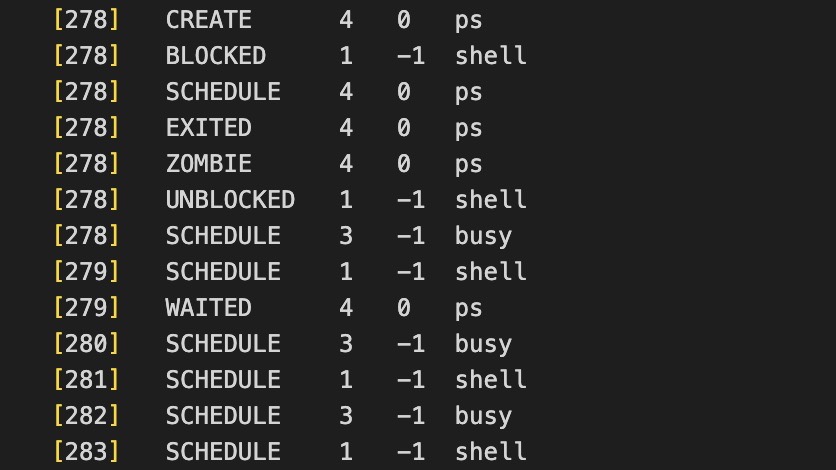 [278] CREATE 4 0 ps
[278] BLOCKED 1 -1 shell
[278] SCHEDULE 4 0 ps
[278] EXITED 4 0 ps
[278] ZOMBIE 4 0 ps
[278] UNBLOCKED 1 -1 shell
[278] SCHEDULE 3 -1 busy
[279] SCHEDULE 1 -1 shell
[279] WAITED 4 0 ps
[280] SCHEDULE 3 -1 busy
[281] SCHEDULE 1 -1 shell
[282] SCHEDULE 3 -1 busy
[283] SCHEDULE 1 -1 shell